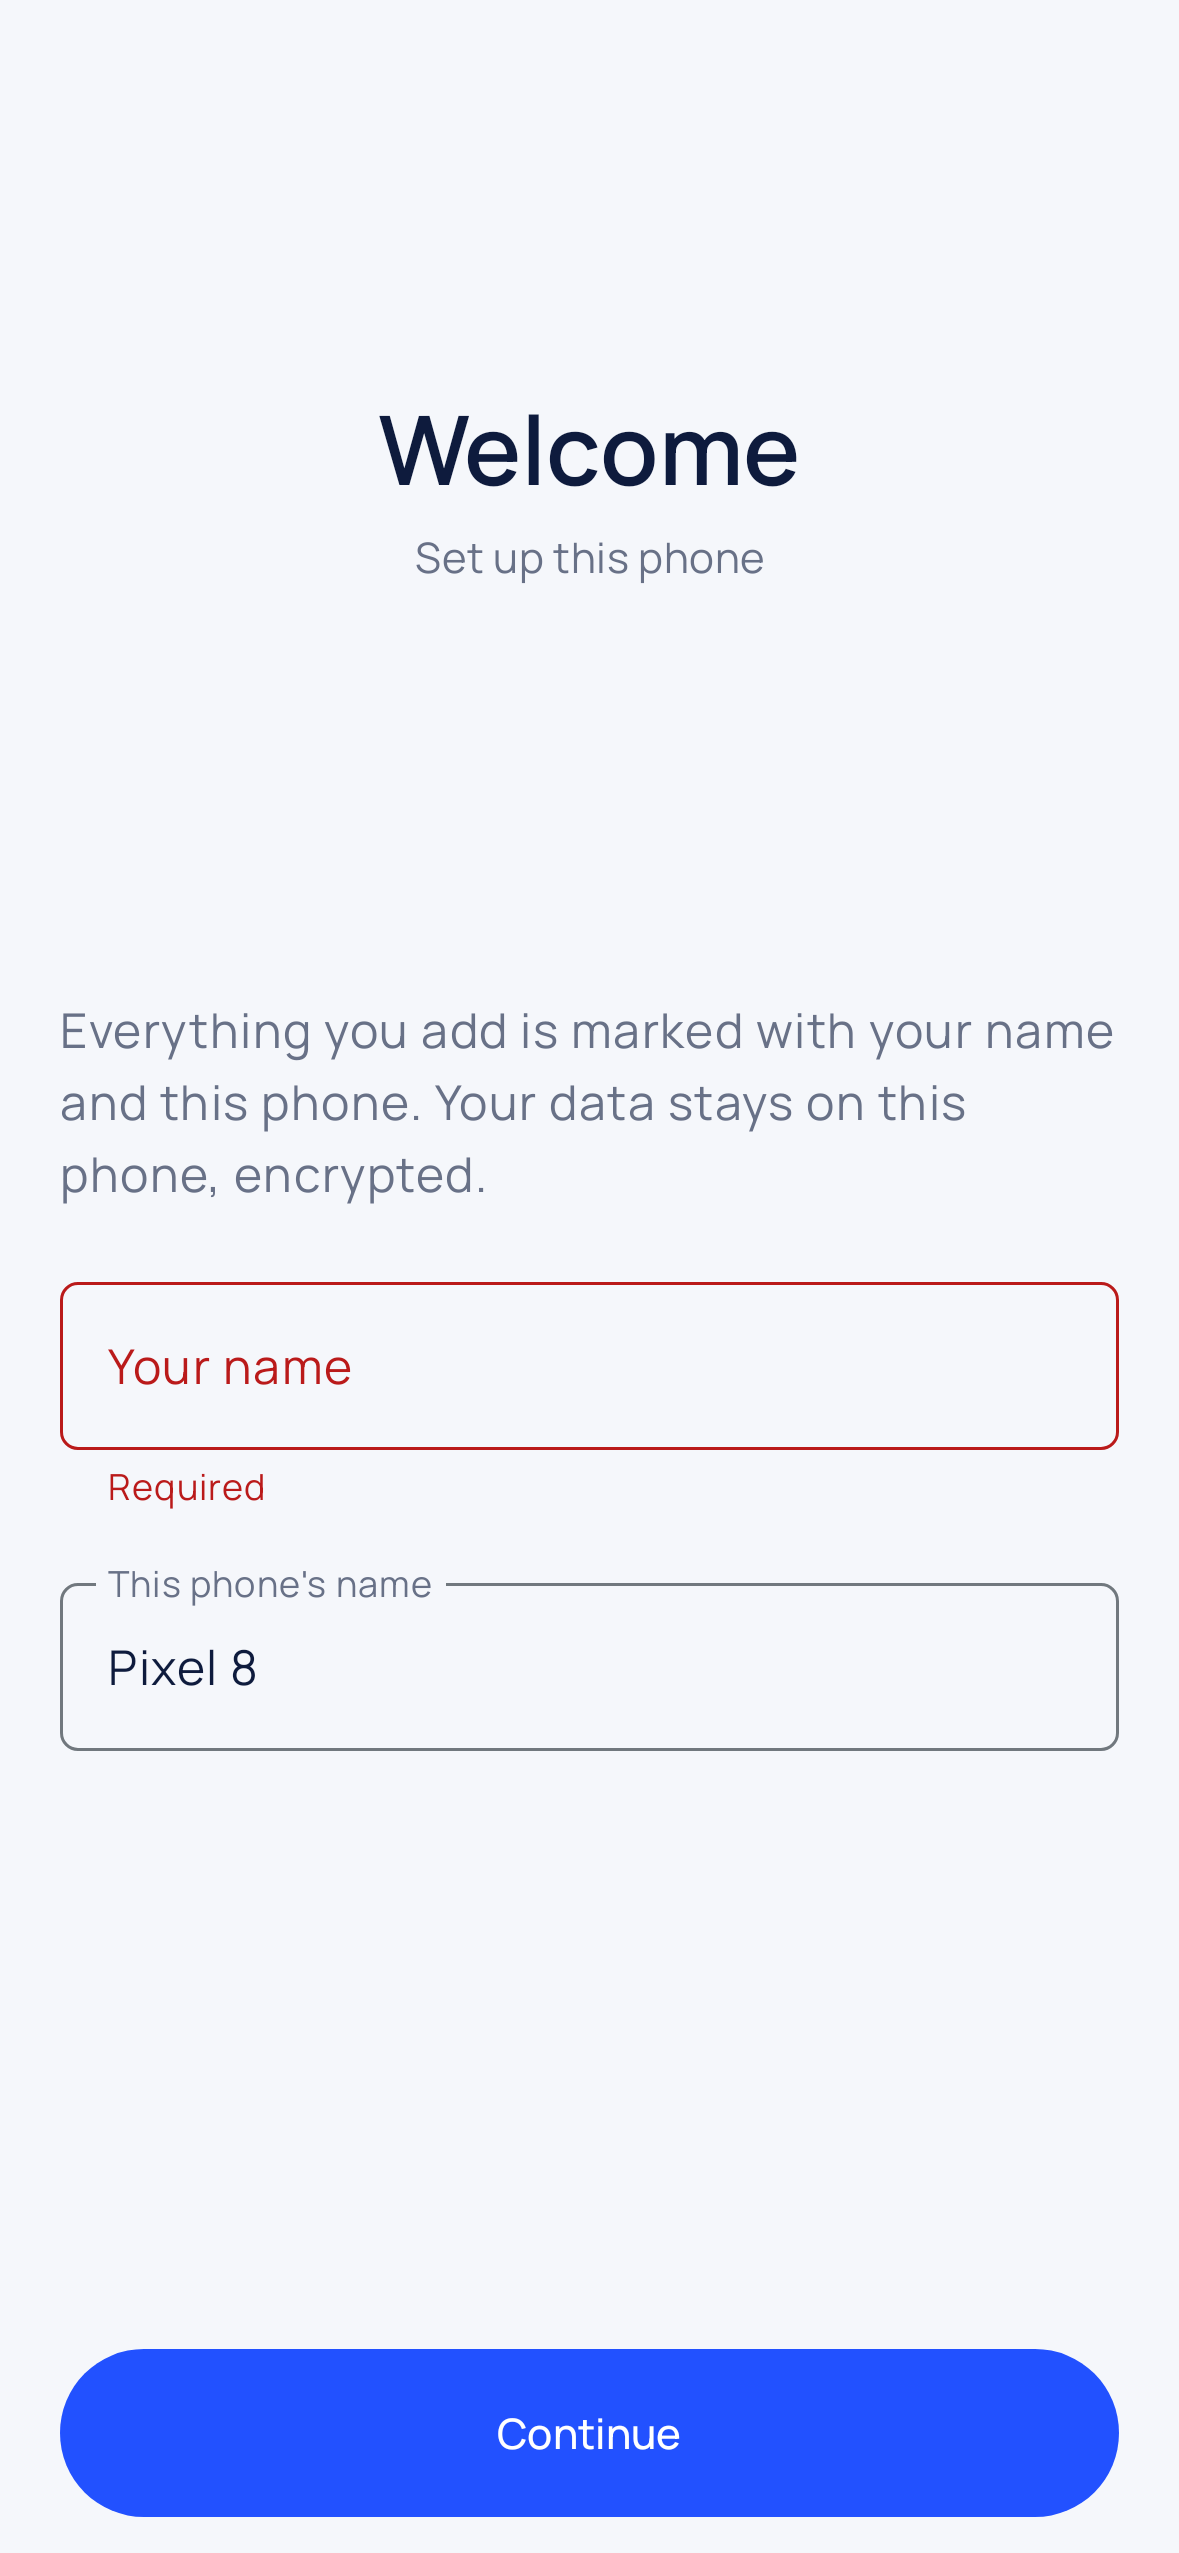 Welcome
Set up this phone
Everything you add is marked with your name
and this phone. Your data stays on this
phone, encrypted.
Your name
Required
This phone's name
Pixel 8
Continue